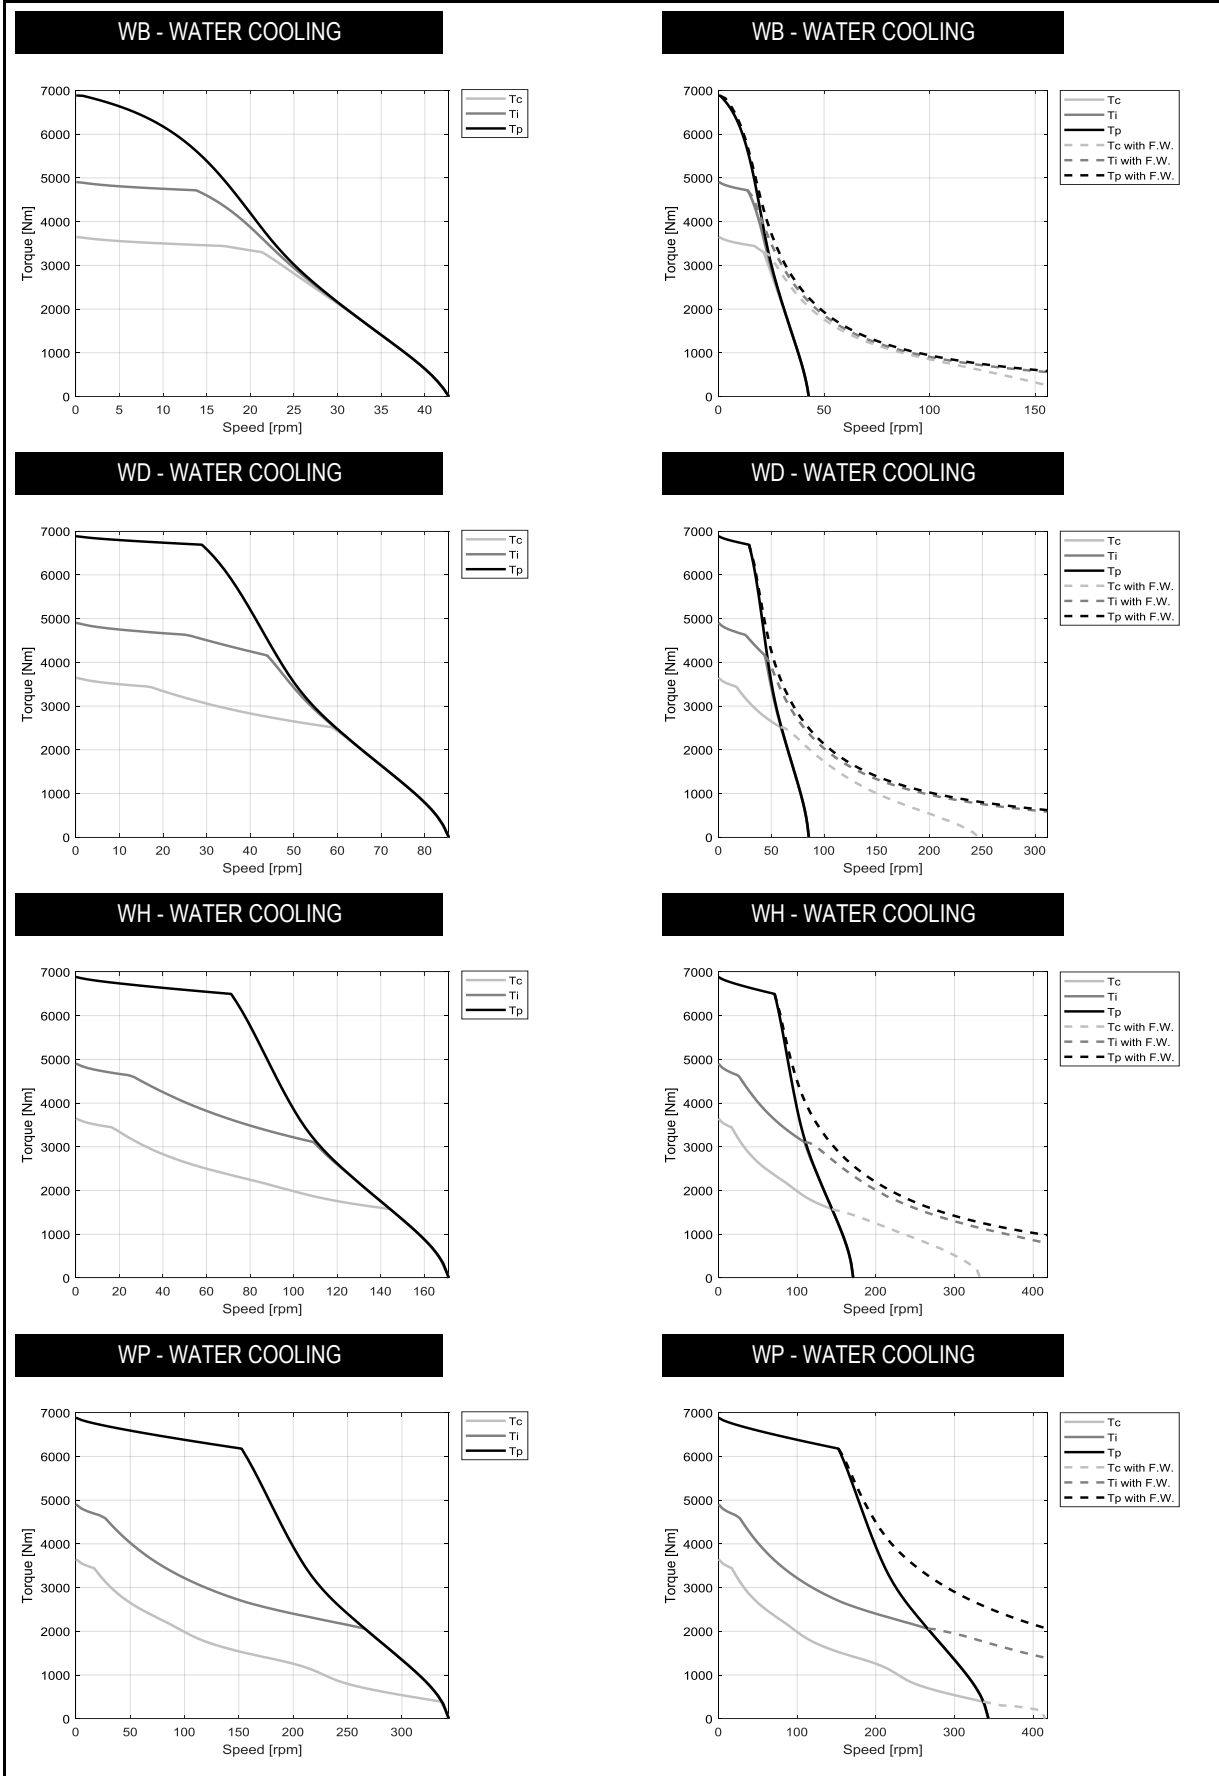 WB - WATER COOLING
7000
6000
5000
4000
3000
2000
1000
0
Torque [Nm]
0 5 10 15 20 25 30 35 40
Speed [rpm]
Tc
Ti
Tp
WB - WATER COOLING
7000
6000
5000
4000
3000
2000
1000
0
Torque [Nm]
0 50 100 150
Speed [rpm]
Tc
Ti
Tp
Tc with F.W.
Ti with F.W.
Tp with F.W.
WD - WATER COOLING
7000
6000
5000
4000
3000
2000
1000
0
Torque [Nm]
0 10 20 30 40 50 60 70 80
Speed [rpm]
Tc
Ti
Tp
WD - WATER COOLING
7000
6000
5000
4000
3000
2000
1000
0
Torque [Nm]
0 50 100 150 200 250 300
Speed [rpm]
Tc
Ti
Tp
Tc with F.W.
Ti with F.W.
Tp with F.W.
WH - WATER COOLING
7000
6000
5000
4000
3000
2000
1000
0
Torque [Nm]
0 20 40 60 80 100 120 140 160
Speed [rpm]
Tc
Ti
Tp
WH - WATER COOLING
7000
6000
5000
4000
3000
2000
1000
0
Torque [Nm]
0 100 200 300 400
Speed [rpm]
Tc
Ti
Tp
Tc with F.W.
Ti with F.W.
Tp with F.W.
WP - WATER COOLING
7000
6000
5000
4000
3000
2000
1000
0
Torque [Nm]
0 50 100 150 200 250 300
Speed [rpm]
Tc
Ti
Tp
WP - WATER COOLING
7000
6000
5000
4000
3000
2000
1000
0
Torque [Nm]
0 100 200 300 400
Speed [rpm]
Tc
Ti
Tp
Tc with F.W.
Ti with F.W.
Tp with F.W.